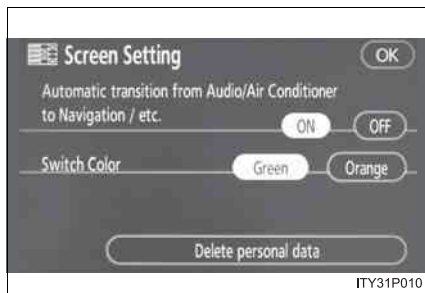 Screen Setting
OK
Automatic transition from Audio/Air Conditioner
to Navigation / etc.
ON
OFF
Switch Color
Green
Orange
Delete personal data
ITY31P010